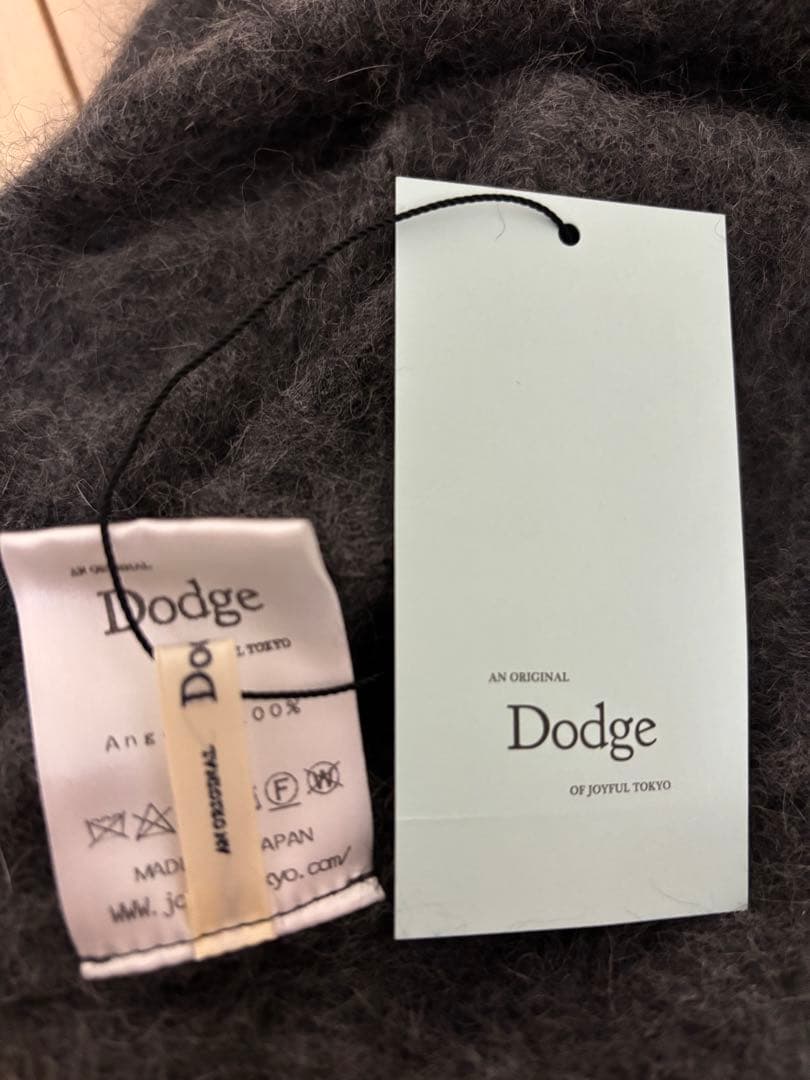 AN ORIGINAL
Dodge
L TOKYO
Ang 00%
F W
MAD APAN
www.jo yo.com/
Do
AN ORIGINAL
AN ORIGINAL
Dodge
OF JOYFUL TOKYO